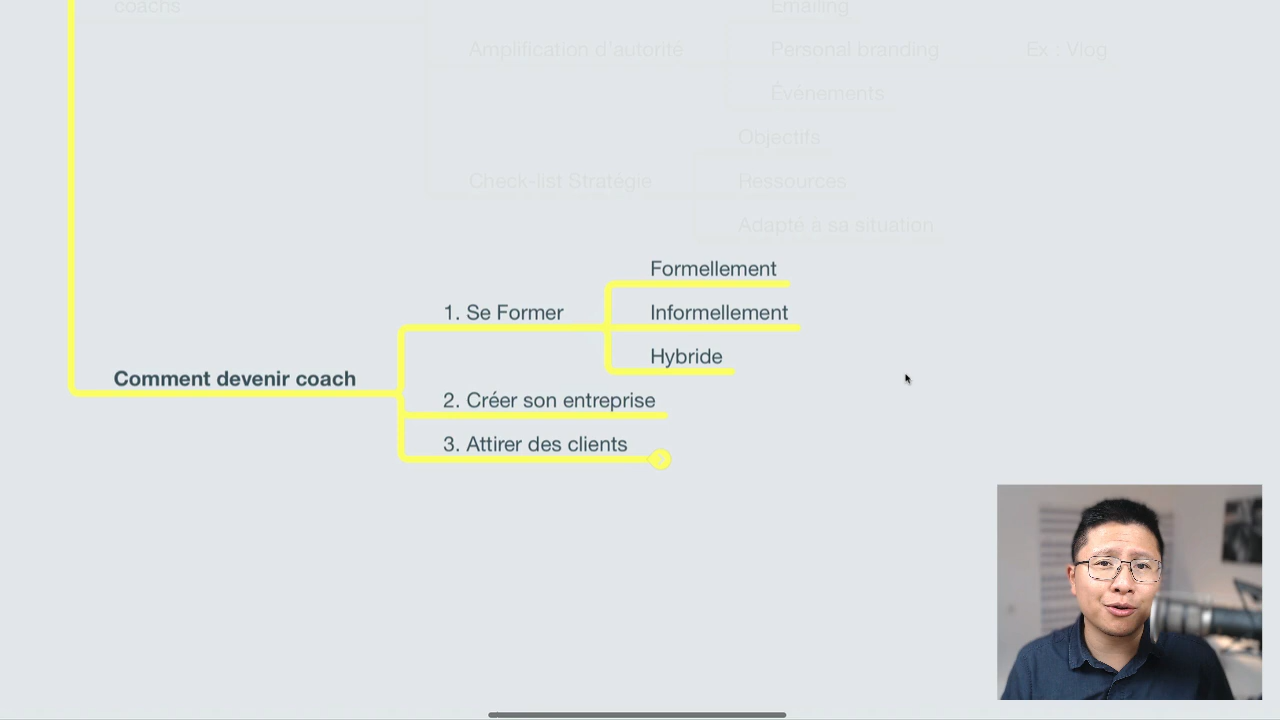 coachs
Emailing
Amplification d'autorité
Personal branding
Ex : Vlog
Événements
Objectifs
Check-list Stratégie
Ressources
Adapté à sa situation
Formellement
1. Se Former
Informellement
Hybride
Comment devenir coach
2. Créer son entreprise
3. Attirer des clients